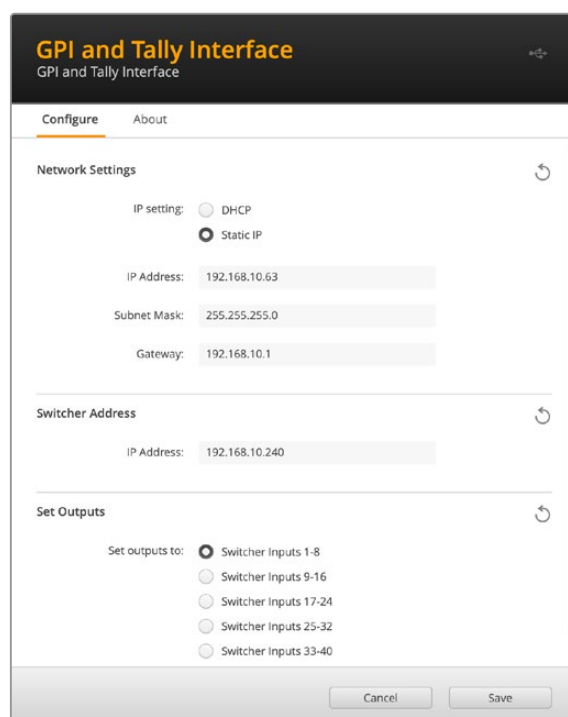 GPI and Tally Interface
GPI and Tally Interface
Configure About
Network Settings
IP setting: DHCP
Static IP
IP Address: 192.168.10.63
Subnet Mask: 255.255.255.0
Gateway: 192.168.10.1
Switcher Address
IP Address: 192.168.10.240
Set Outputs
Set outputs to: Switcher Inputs 1-8
Switcher Inputs 9-16
Switcher Inputs 17-24
Switcher Inputs 25-32
Switcher Inputs 33-40
Cancel Save